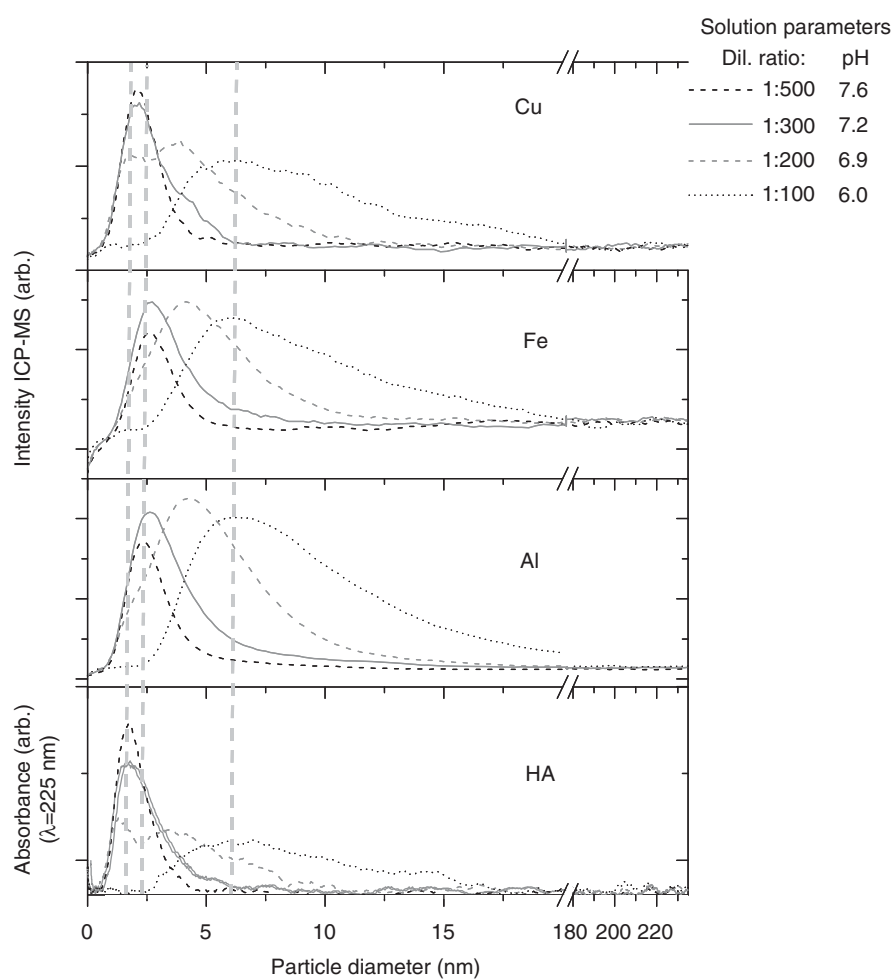 Solution parameters
Dil. ratio: pH
1:500 7.6
1:300 7.2
1:200 6.9
1:100 6.0
Cu
Fe
Al
HA
Intensity ICP-MS (arb.)
Absorbance (arb.)
(λ=225 nm)
0 5 10 15 180 200 220
Particle diameter (nm)